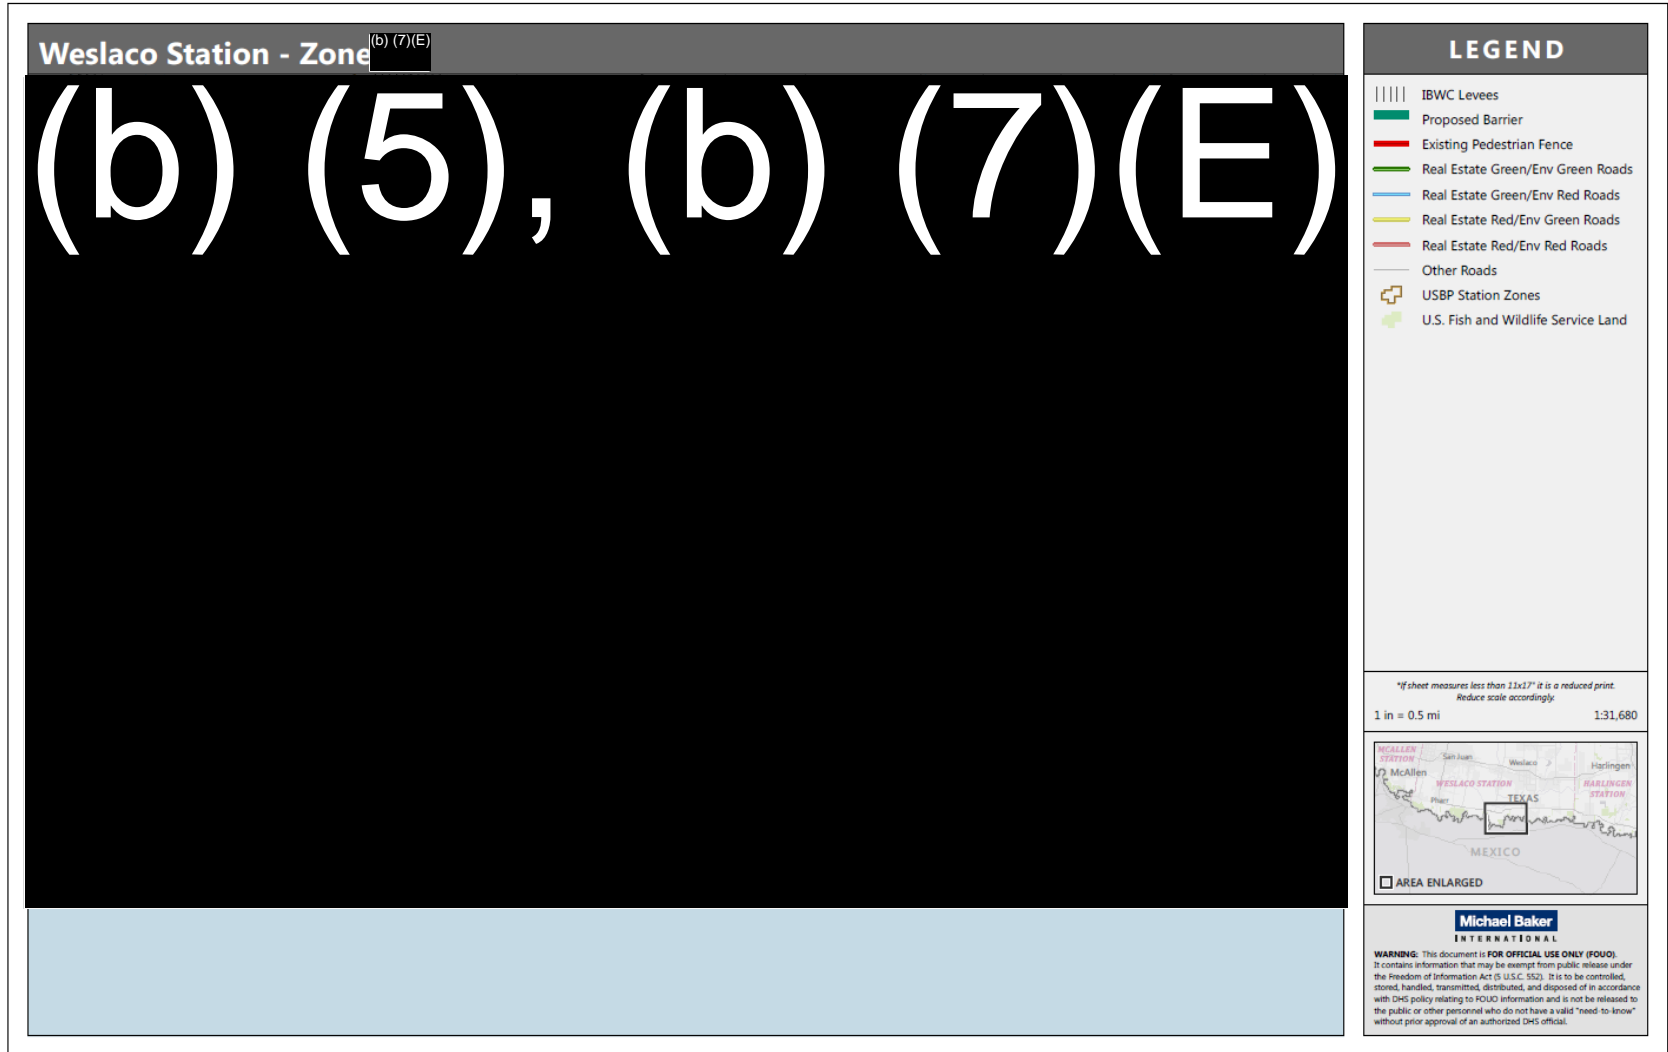 Weslaco Station - Zone
(b) (7)(E)
(b) (5), (b) (7)(E)
LEGEND
IBWC Levees
Proposed Barrier
Existing Pedestrian Fence
Real Estate Green/Env Green Roads
Real Estate Green/Env Red Roads
Real Estate Red/Env Green Roads
Real Estate Red/Env Red Roads
Other Roads
USBP Station Zones
U.S. Fish and Wildlife Service Land
*If sheet measures less than 11x17" it is a reduced print.
Reduce scale accordingly.
1 in = 0.5 mi 1:31,680
MCALLEN
STATION
San Juan
Weslaco
Harlingen
McAllen
WESLACO STATION
HARLINGEN
STATION
Pharr
TEXAS
MEXICO
AREA ENLARGED
Michael Baker
INTERNATIONAL
WARNING: This document is FOR OFFICIAL USE ONLY (FOUO).
It contains information that may be exempt from public release under
the Freedom of Information Act (5 U.S.C. 552). It is to be controlled,
stored, handled, transmitted, distributed, and disposed of in accordance
with DHS policy relating to FOUO information and is not be released to
the public or other personnel who do not have a valid "need-to-know"
without prior approval of an authorized DHS official.